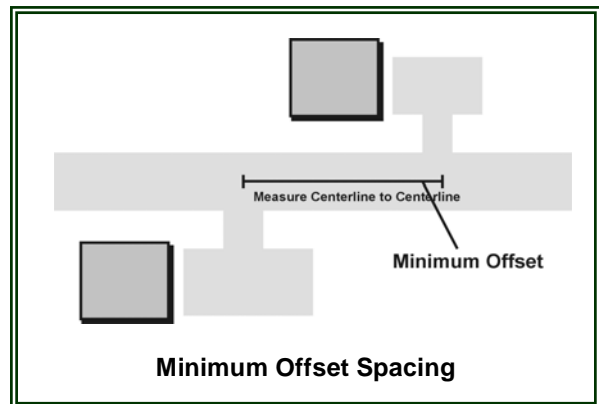 Measure Centerline to Centerline
Minimum Offset
Minimum Offset Spacing